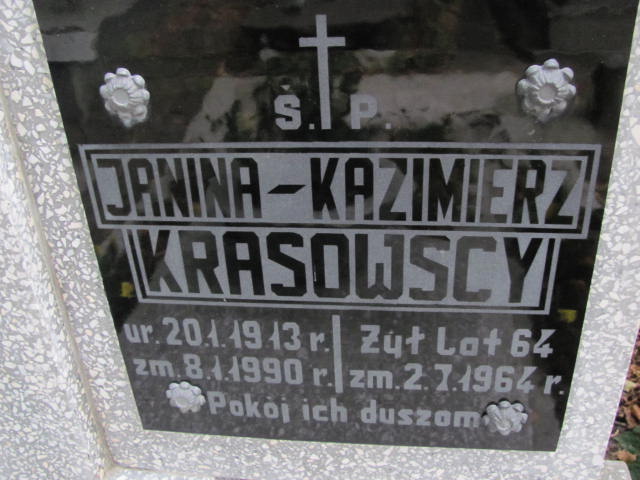 Ś. P.
JANINA - KAZIMIERZ
KRASOWSCY
ur. 20.1.1913 r. Żył Lat 64
zm. 8.1.1990 r. zm. 2.7.1964 r.
Pokój ich duszom